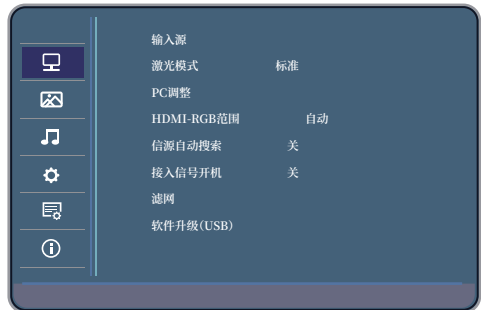 输入源
激光模式 标准
PC调整
HDMI-RGB范围 自动
信源自动搜索 关
接入信号开机 关
滤网
软件升级(USB)